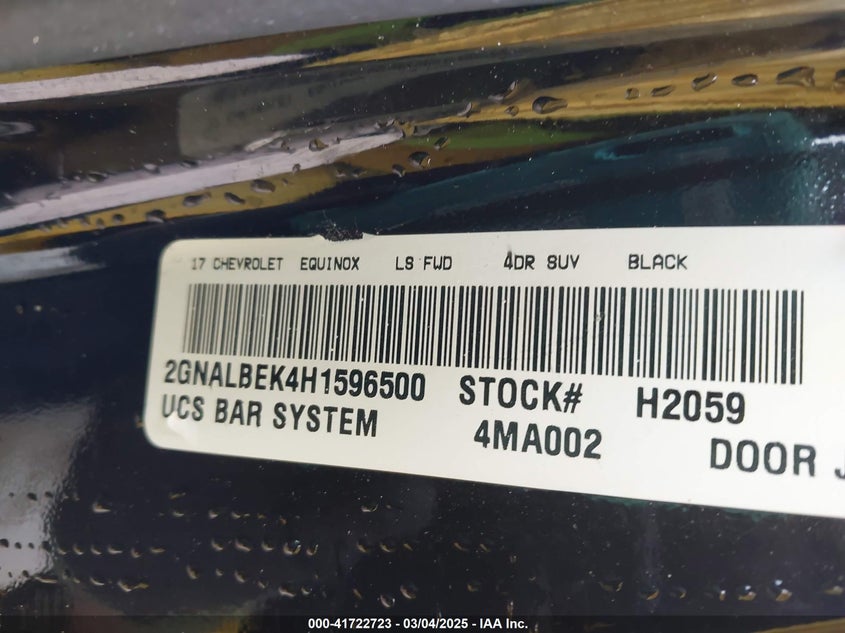 17 CHEVROLET EQUINOX LS FWD 4DR SUV BLACK
2GNALBEK4H1596500 STOCK# H2059
UCS BAR SYSTEM 4MA002 DOOR J
000-41722723 - 03/04/2025 - IAA Inc.